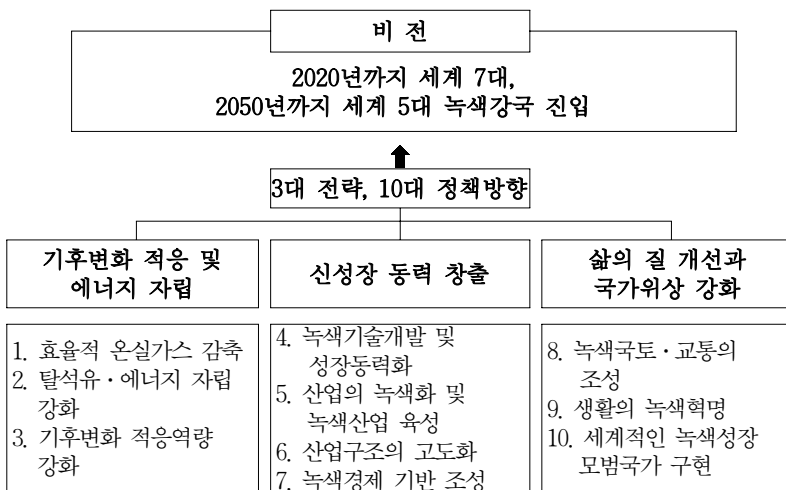 비 전
2020년까지 세계 7대,
2050년까지 세계 5대 녹색강국 진입
3대 전략, 10대 정책방향
기후변화 적응 및
에너지 자립
신성장 동력 창출
삶의 질 개선과
국가위상 강화
1. 효율적 온실가스 감축
2. 탈석유·에너지 자립
강화
3. 기후변화 적응역량
강화
4. 녹색기술개발 및
성장동력화
5. 산업의 녹색화 및
녹색산업 육성
6. 산업구조의 고도화
7. 녹색경제 기반 조성
8. 녹색국토·교통의
조성
9. 생활의 녹색혁명
10. 세계적인 녹색성장
모범국가 구현